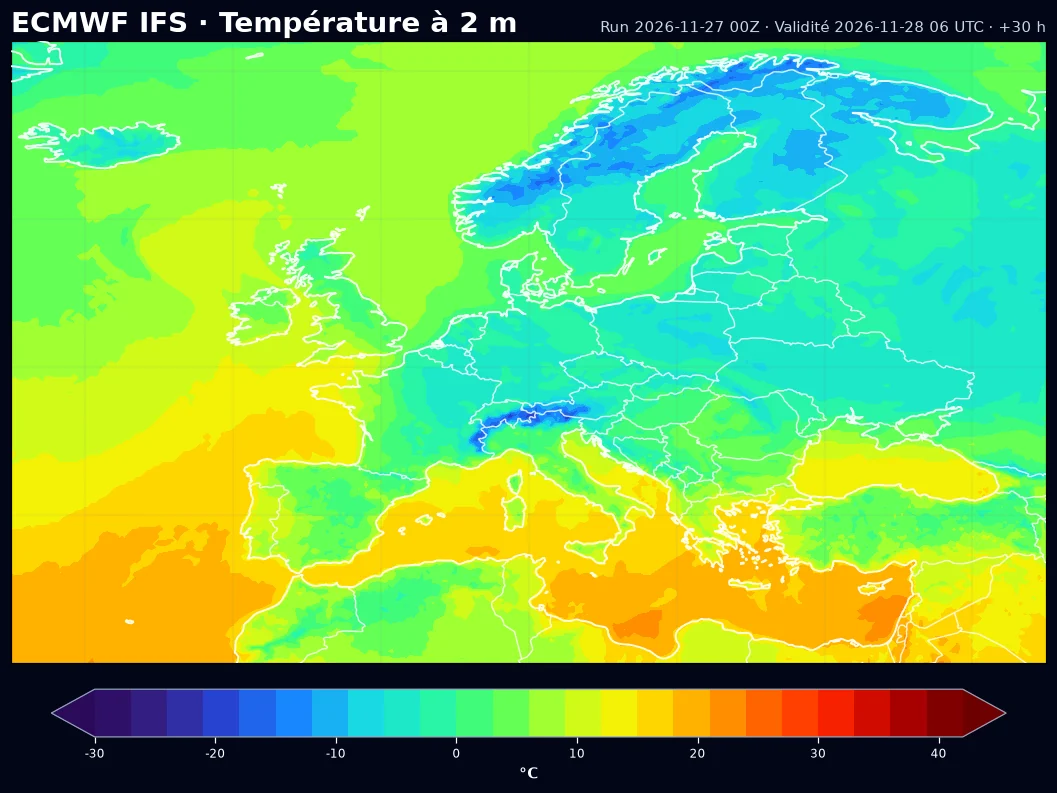 ECMWF IFS · Température à 2 m
Run 2026-11-27 00Z · Validité 2026-11-28 06 UTC · +30 h
-30 -20 -10 0 10 20 30 40
°C